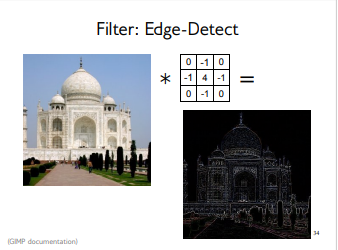 Filter: Edge-Detect
*
0 -1 0
-1 4 -1
0 -1 0
=
34
(GIMP documentation)